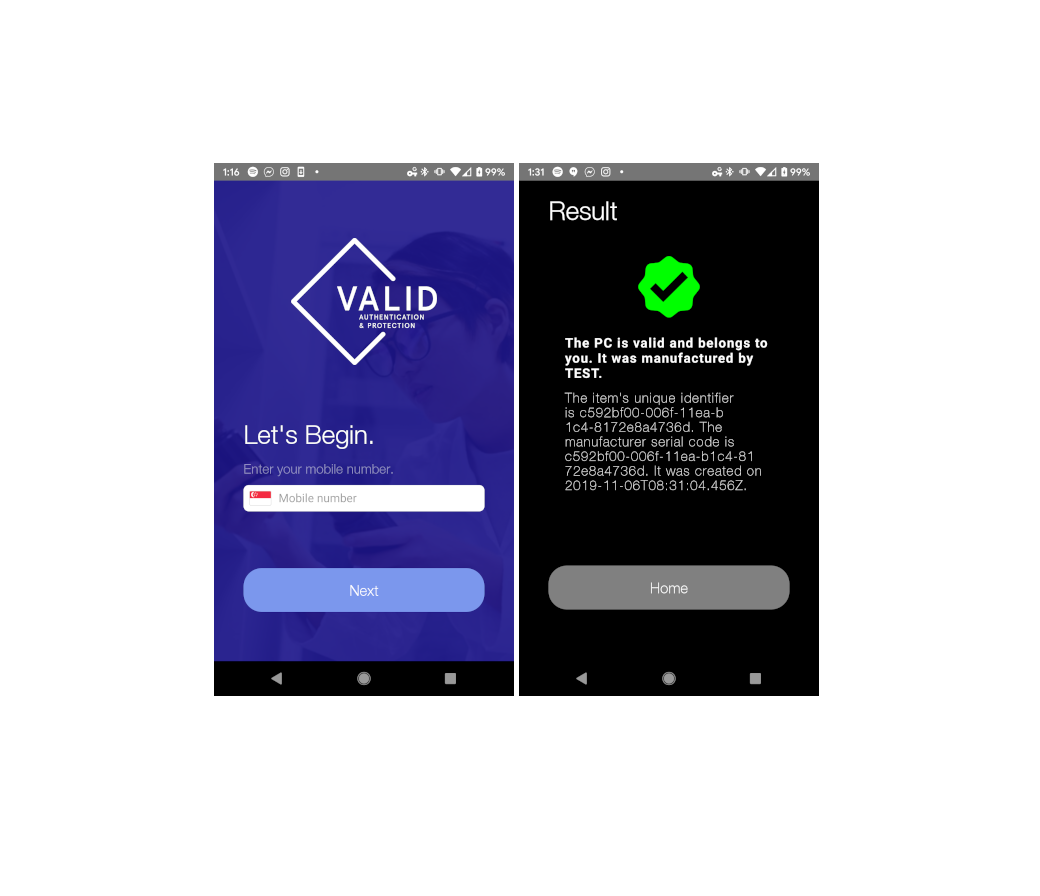 1:16
99%
VALID
AUTHENTICATION
& PROTECTION
Let's Begin.
Enter your mobile number.
Mobile number
Next
1:31
99%
Result
The PC is valid and belongs to
you. It was manufactured by
TEST.
The item's unique identifier
is c592bf00-006f-11ea-b
1c4-8172e8a4736d. The
manufacturer serial code is
c592bf00-006f-11ea-b1c4-81
72e8a4736d. It was created on
2019-11-06T08:31:04.456Z.
Home